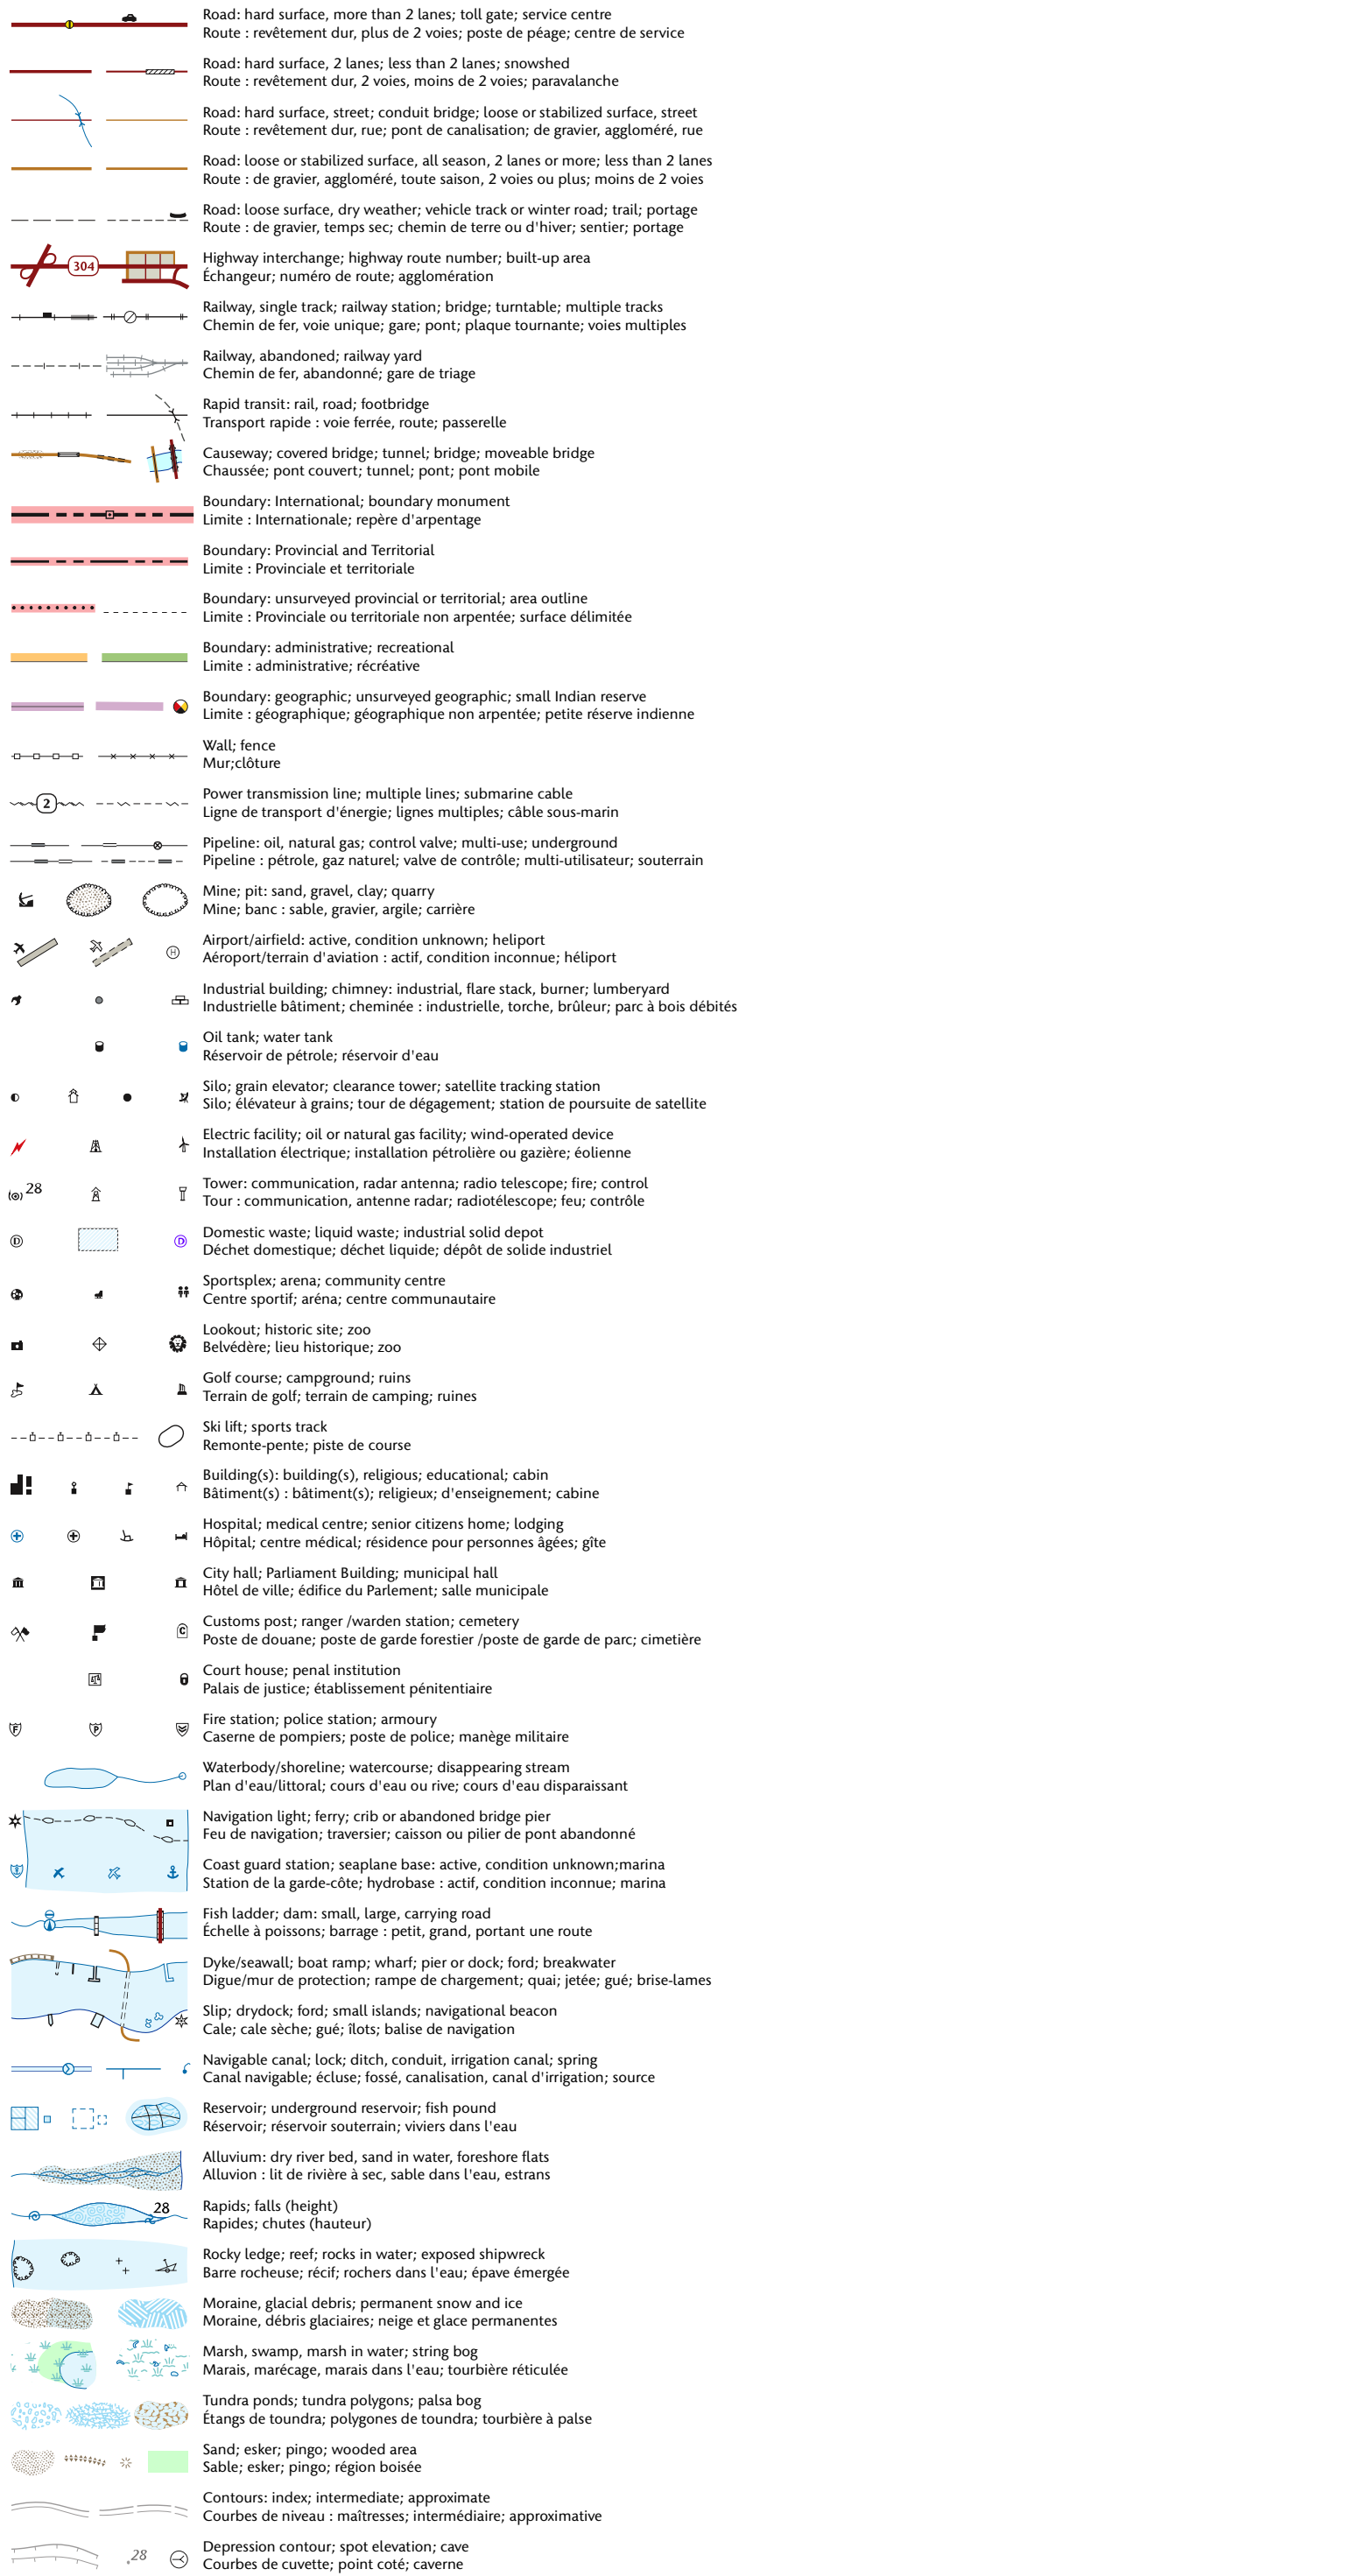 Road: hard surface, more than 2 lanes; toll gate; service centre
Route : revêtement dur, plus de 2 voies; poste de péage; centre de service
Road: hard surface, 2 lanes; less than 2 lanes; snowshed
Route : revêtement dur, 2 voies, moins de 2 voies; paravalanche
Road: hard surface, street; conduit bridge; loose or stabilized surface, street
Route : revêtement dur, rue; pont de canalisation; de gravier, aggloméré, rue
Road: loose or stabilized surface, all season, 2 lanes or more; less than 2 lanes
Route : de gravier, aggloméré, toute saison, 2 voies ou plus; moins de 2 voies
Road: loose surface, dry weather; vehicle track or winter road; trail; portage
Route : de gravier, temps sec; chemin de terre ou d'hiver; sentier; portage
304
Highway interchange; highway route number; built-up area
Échangeur; numéro de route; agglomération
Railway, single track; railway station; bridge; turntable; multiple tracks
Chemin de fer, voie unique; gare; pont; plaque tournante; voies multiples
Railway, abandoned; railway yard
Chemin de fer, abandonné; gare de triage
Rapid transit: rail, road; footbridge
Transport rapide : voie ferrée, route; passerelle
Causeway; covered bridge; tunnel; bridge; moveable bridge
Chaussée; pont couvert; tunnel; pont; pont mobile
Boundary: International; boundary monument
Limite : Internationale; repère d'arpentage
Boundary: Provincial and Territorial
Limite : Provinciale et territoriale
Boundary: unsurveyed provincial or territorial; area outline
Limite : Provinciale ou territoriale non arpentée; surface délimitée
Boundary: administrative; recreational
Limite : administrative; récréative
Boundary: geographic; unsurveyed geographic; small Indian reserve
Limite : géographique; géographique non arpentée; petite réserve indienne
Wall; fence
Mur;clôture
2
Power transmission line; multiple lines; submarine cable
Ligne de transport d'énergie; lignes multiples; câble sous-marin
Pipeline: oil, natural gas; control valve; multi-use; underground
Pipeline : pétrole, gaz naturel; valve de contrôle; multi-utilisateur; souterrain
Mine; pit: sand, gravel, clay; quarry
Mine; banc : sable, gravier, argile; carrière
H
Airport/airfield: active, condition unknown; heliport
Aéroport/terrain d'aviation : actif, condition inconnue; héliport
Industrial building; chimney: industrial, flare stack, burner; lumberyard
Industrielle bâtiment; cheminée : industrielle, torche, brûleur; parc à bois débités
Oil tank; water tank
Réservoir de pétrole; réservoir d'eau
Silo; grain elevator; clearance tower; satellite tracking station
Silo; élévateur à grains; tour de dégagement; station de poursuite de satellite
Electric facility; oil or natural gas facility; wind-operated device
Installation électrique; installation pétrolière ou gazière; éolienne
28
Tower: communication, radar antenna; radio telescope; fire; control
Tour : communication, antenne radar; radiotélescope; feu; contrôle
D D
Domestic waste; liquid waste; industrial solid depot
Déchet domestique; déchet liquide; dépôt de solide industriel
Sportsplex; arena; community centre
Centre sportif; aréna; centre communautaire
Lookout; historic site; zoo
Belvédère; lieu historique; zoo
Golf course; campground; ruins
Terrain de golf; terrain de camping; ruines
Ski lift; sports track
Remonte-pente; piste de course
Building(s): building(s), religious; educational; cabin
Bâtiment(s) : bâtiment(s); religieux; d'enseignement; cabine
Hospital; medical centre; senior citizens home; lodging
Hôpital; centre médical; résidence pour personnes âgées; gîte
City hall; Parliament Building; municipal hall
Hôtel de ville; édifice du Parlement; salle municipale
C
Customs post; ranger /warden station; cemetery
Poste de douane; poste de garde forestier /poste de garde de parc; cimetière
Court house; penal institution
Palais de justice; établissement pénitentiaire
F P
Fire station; police station; armoury
Caserne de pompiers; poste de police; manège militaire
Waterbody/shoreline; watercourse; disappearing stream
Plan d'eau/littoral; cours d'eau ou rive; cours d'eau disparaissant
Navigation light; ferry; crib or abandoned bridge pier
Feu de navigation; traversier; caisson ou pilier de pont abandonné
Coast guard station; seaplane base: active, condition unknown;marina
Station de la garde-côte; hydrobase : actif, condition inconnue; marina
Fish ladder; dam: small, large, carrying road
Échelle à poissons; barrage : petit, grand, portant une route
Dyke/seawall; boat ramp; wharf; pier or dock; ford; breakwater
Digue/mur de protection; rampe de chargement; quai; jetée; gué; brise-lames
Slip; drydock; ford; small islands; navigational beacon
Cale; cale sèche; gué; îlots; balise de navigation
Navigable canal; lock; ditch, conduit, irrigation canal; spring
Canal navigable; écluse; fossé, canalisation, canal d'irrigation; source
Reservoir; underground reservoir; fish pound
Réservoir; réservoir souterrain; viviers dans l'eau
Alluvium: dry river bed, sand in water, foreshore flats
Alluvion : lit de rivière à sec, sable dans l'eau, estrans
28
Rapids; falls (height)
Rapides; chutes (hauteur)
Rocky ledge; reef; rocks in water; exposed shipwreck
Barre rocheuse; récif; rochers dans l'eau; épave émergée
Moraine, glacial debris; permanent snow and ice
Moraine, débris glaciaires; neige et glace permanentes
Marsh, swamp, marsh in water; string bog
Marais, marécage, marais dans l'eau; tourbière réticulée
Tundra ponds; tundra polygons; palsa bog
Étangs de toundra; polygones de toundra; tourbière à palse
Sand; esker; pingo; wooded area
Sable; esker; pingo; région boisée
Contours: index; intermediate; approximate
Courbes de niveau : maîtresses; intermédiaire; approximative
.28
Depression contour; spot elevation; cave
Courbes de cuvette; point coté; caverne